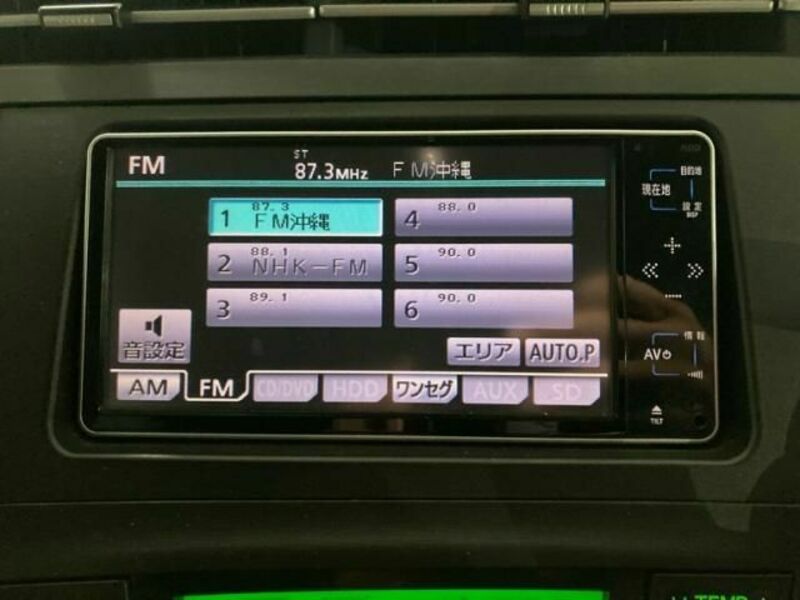 FM
ST
87.3MHz FM沖縄
1 87.3 FM沖縄
4 88.0
2 88.1 NHK-FM
5 90.0
3 89.1
6 90.0
音設定
エリア AUTO.P
AM FM CD/DVD HDD ワンセグ AUX SD
目的地
現在地
設定
DISP
情報
AV
TILT
TEMP